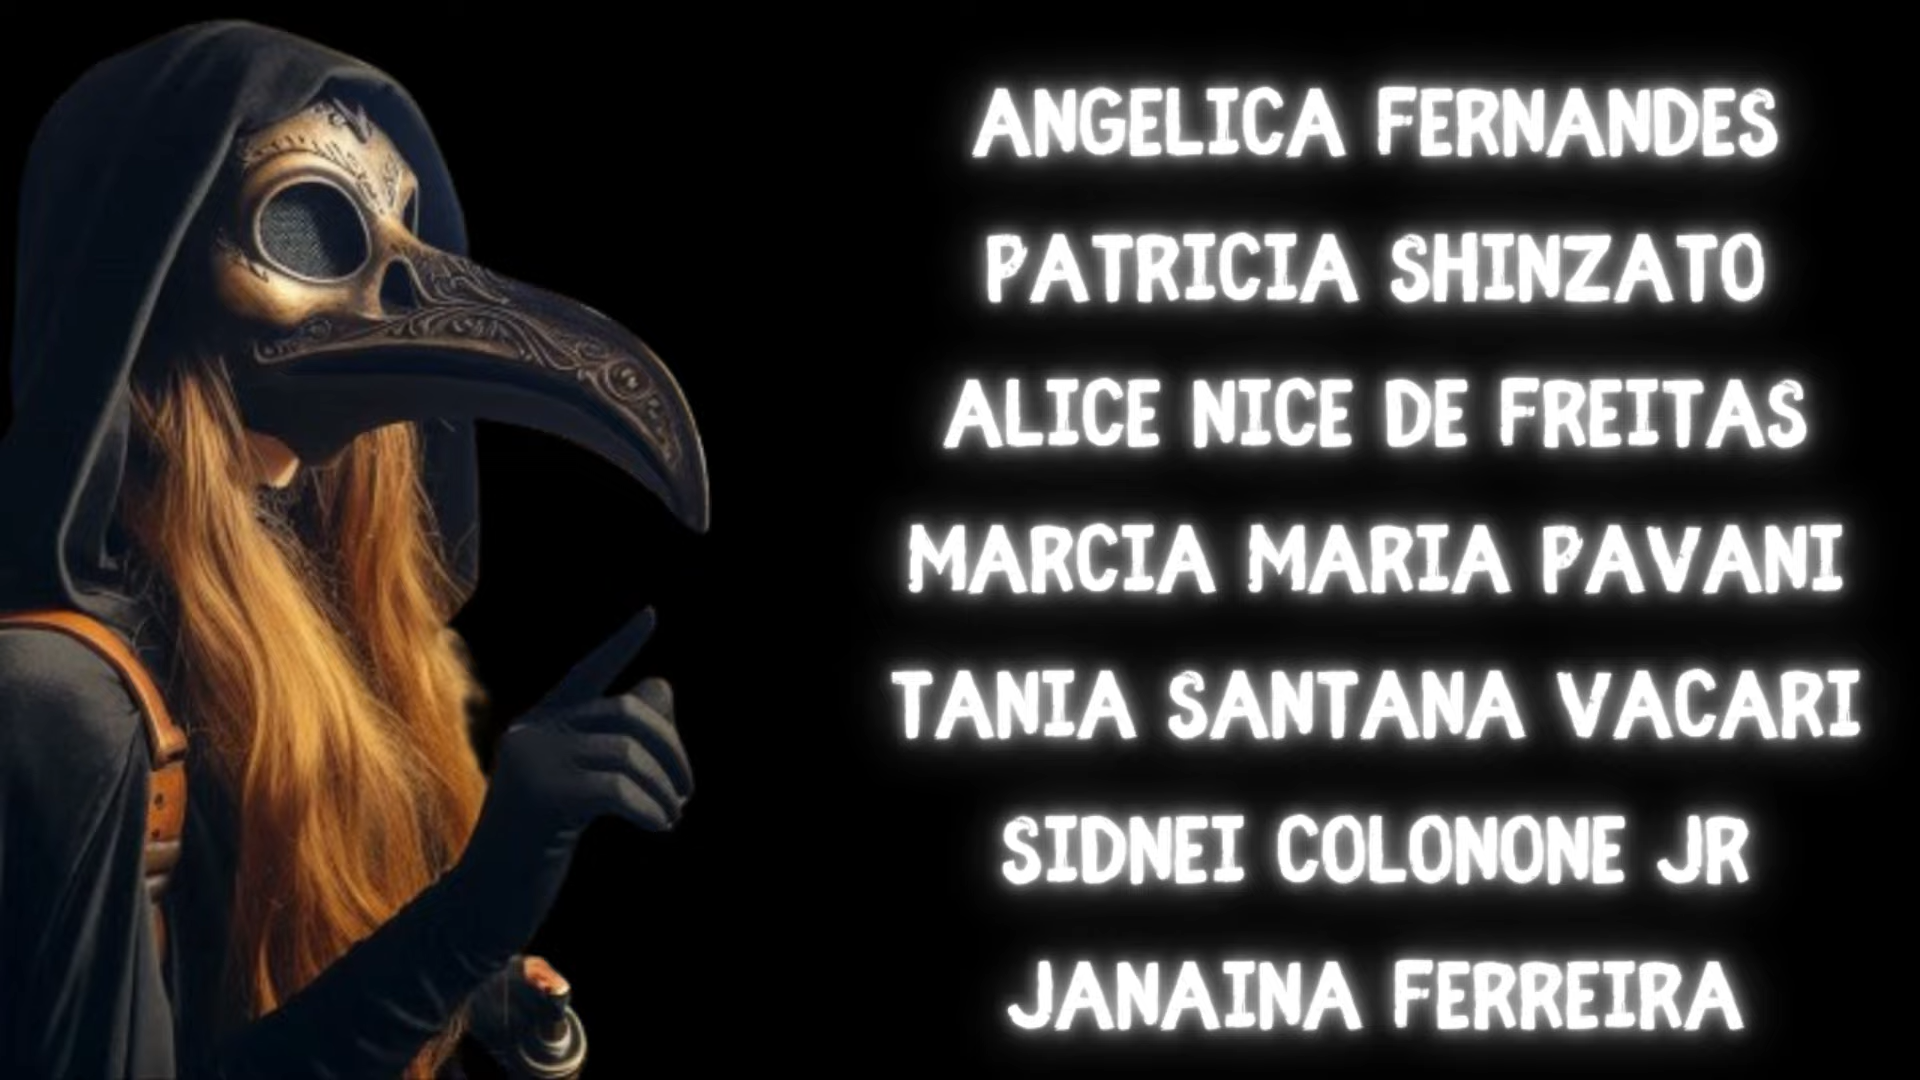 ANGELICA FERNANDES
PATRICIA SHINZATO
ALICE NICE DE FREITAS
MARCIA MARIA PAVANI
TANIA SANTANA VACARI
SIDNEI COLONONE JR
JANAINA FERREIRA